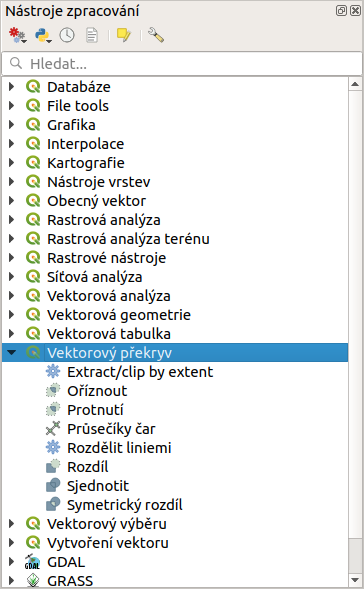 Nástroje zpracování
Hledat...
Databáze
File tools
Grafika
Interpolace
Kartografie
Nástroje vrstev
Obecný vektor
Rastrová analýza
Rastrová analýza terénu
Rastrové nástroje
Síťová analýza
Vektorová analýza
Vektorová geometrie
Vektorová tabulka
Vektorový překryv
Extract/clip by extent
Oříznout
Protnutí
Průsečíky čar
Rozdělit liniemi
Rozdíl
Sjednotit
Symetrický rozdíl
Vektorový výběru
Vytvoření vektoru
GDAL GDAL
GRASS